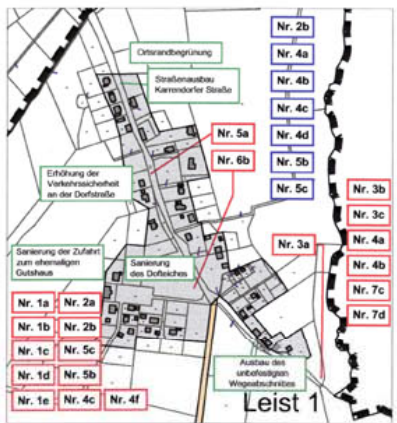 Nr. 2b
Ortsrandbegrünung
Nr. 4a
Straßenausbau
Karrendorfer Straße
Nr. 4b
Nr. 4c
Nr. 5a
Nr. 4d
Nr. 6b
Nr. 5b
Erhöhung der
Verkehrssicherheit
an der Dorfstraße
Nr. 5c
Nr. 3b
Nr. 3c
Sanierung der Zufahrt
zum ehemaligen
Gutshaus
Sanierung
des Dofteiches
Nr. 3a
Nr. 4a
Nr. 4b
Nr. 7c
Nr. 7d
Nr. 1a Nr. 2a
Nr. 1b Nr. 2b
Nr. 1c Nr. 5c
Nr. 1d Nr. 5b
Nr. 1e Nr. 4c Nr. 4f
Ausbau des
unbefestigten
Wegeabschnittes
Leist 1